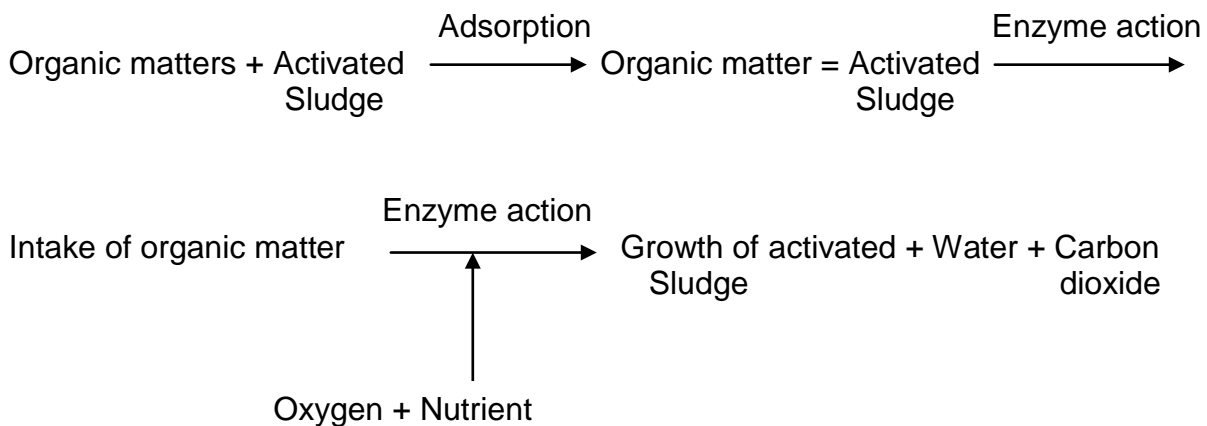 Adsorption Enzyme action
Organic matters + Activated Organic matter = Activated
Sludge Sludge
Enzyme action
Intake of organic matter Growth of activated + Water + Carbon
Sludge dioxide
Oxygen + Nutrient